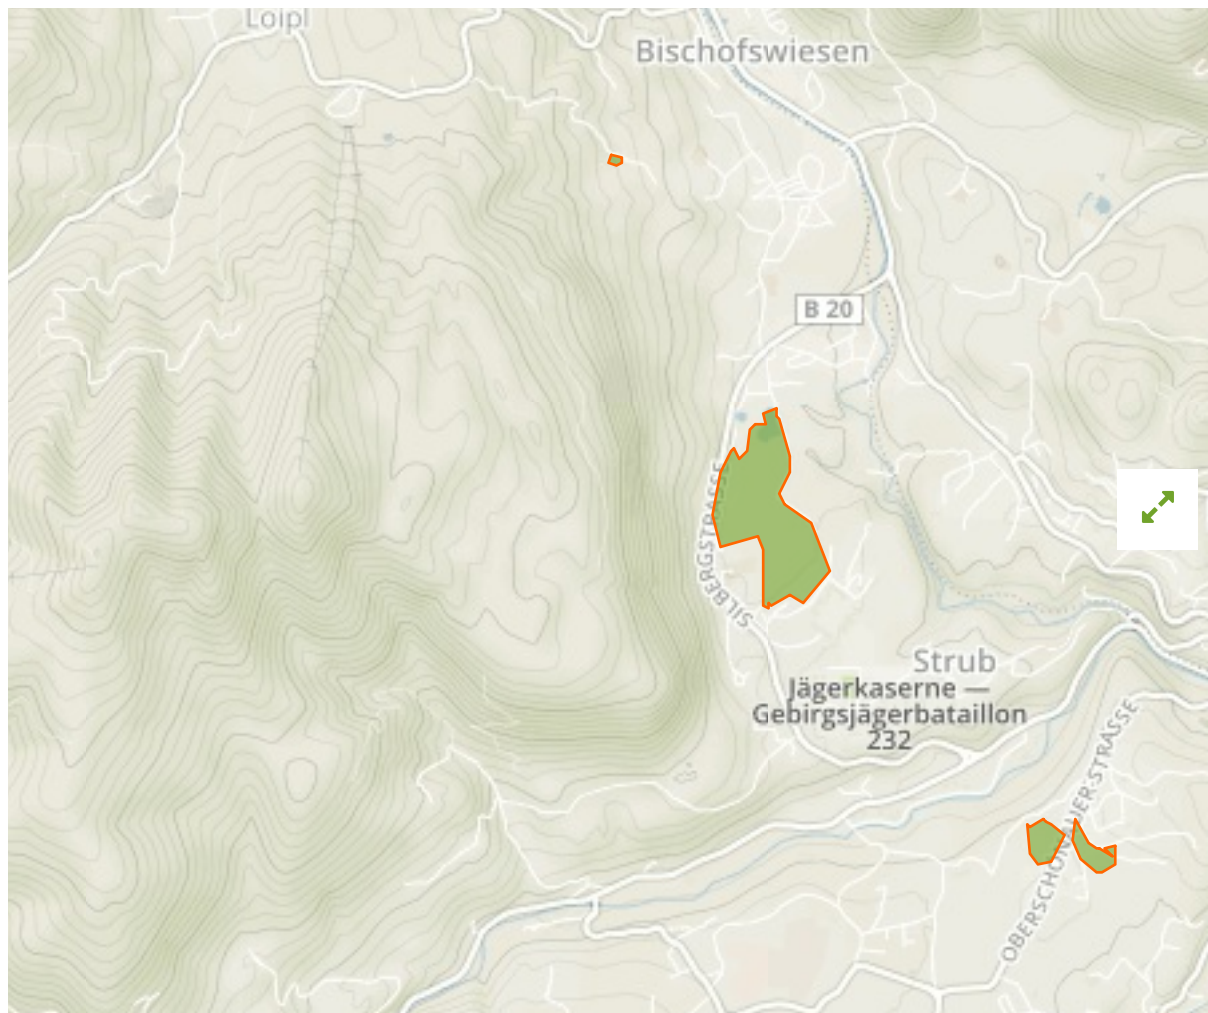 Loipl
Bischofswiesen
B 20
SILBERGSTRASSE
Strub
Jägerkaserne —
Gebirgsjägerbataillon
232
OBERSCHÖNAUER-STRASSE